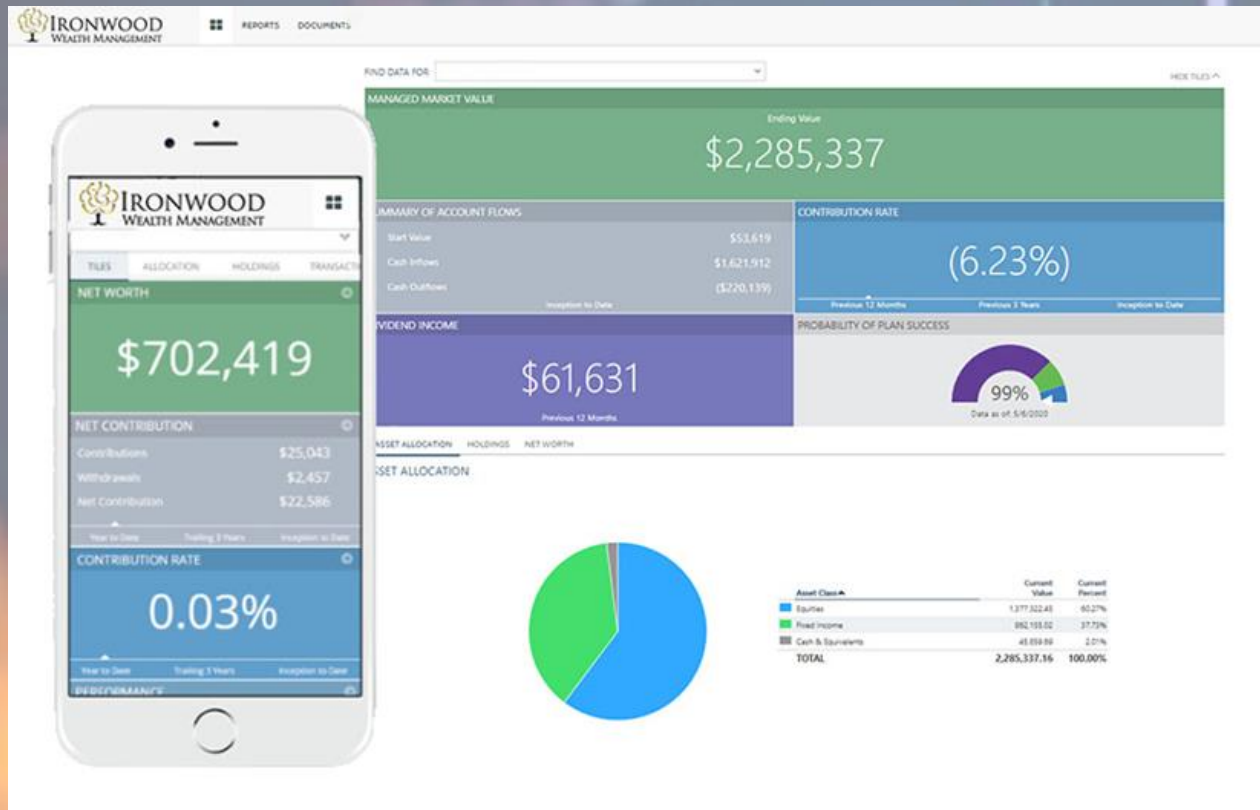 IRONWOOD
WEALTH MANAGEMENT
REPORTS DOCUMENTS
FIND DATA FOR
HIDE TILES
MANAGED MARKET VALUE
Ending Value
$2,285,337
UMMARY OF ACCOUNT FLOWS
Start Value $53,619
Cash Inflows $1,621,912
Cash Outflows ($220,139)
Inception to Date
CONTRIBUTION RATE
(6.23%)
Previous 12 Months Previous 3 Years Inception to Date
VIDEND INCOME
$61,631
Previous 12 Months
PROBABILITY OF PLAN SUCCESS
99%
Data as of: 5/6/2020
ASSET ALLOCATION HOLDINGS NET WORTH
SSET ALLOCATION
Asset Class Current Value Current Percent
Equities 1,377,322.45 60.27%
Fixed Income 37.73%
Cash & Equivalents 2.01%
TOTAL 2,285,337.16 100.00%
IRONWOOD
WEALTH MANAGEMENT
TILES ALLOCATION HOLDINGS TRANSACTI
NET WORTH
$702,419
NET CONTRIBUTION
Contributions $25,043
Withdrawals $2,457
Net Contribution $22,586
Year to Date Trailing 3 Years Inception to Date
CONTRIBUTION RATE
0.03%
Year to Date Trailing 3 Years Inception to Date
PERFORMANCE